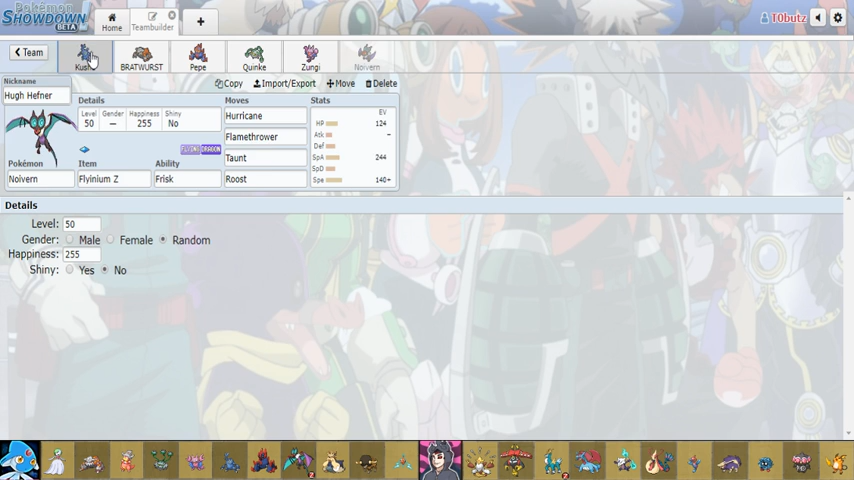 Pokémon
SHOWDOWN
BETA
Home
Teambuilder
+
T0butz
< Team
Kush
BRATWURST
Pepe
Quinke
Zungi
Noivern
Copy Import/Export Move Delete
Nickname
Hugh Hefner
Details
Level Gender Happiness Shiny
50 — 255 No
FLYING DRAGON
Pokémon Item Ability
Noivern Flyinium Z Frisk
Moves
Hurricane
Flamethrower
Taunt
Roost
Stats
EV
HP 124
Atk -
Def
SpA 244
SpD
Spe 140+
Details
Level: 50
Gender: Male Female Random
Happiness: 255
Shiny: Yes No